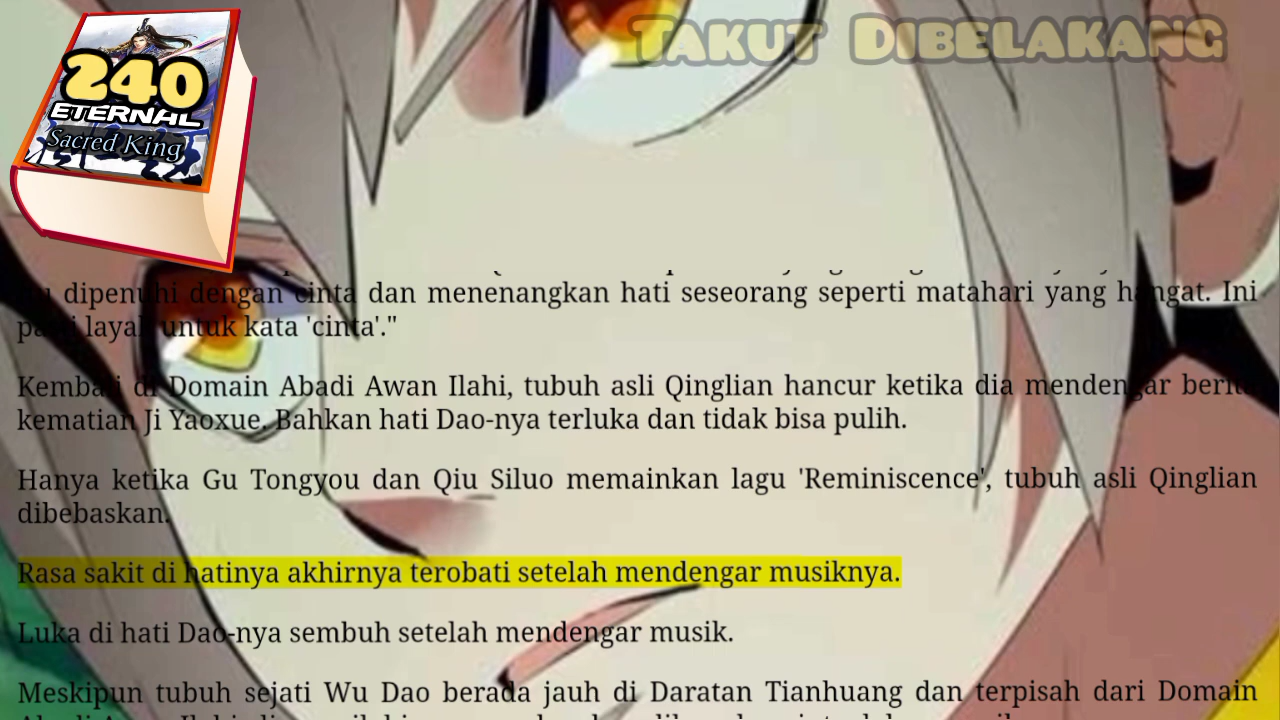 TAKUT DIBELAKANG
240
ETERNAL
Sacred King
dipenuhi dengan cinta dan menenangkan hati seseorang seperti matahari yang hangat. Ini
pasti layak untuk kata 'cinta'."
Kembali di Domain Abadi Awan Ilahi, tubuh asli Qinglian hancur ketika dia mendengar berita
kematian Ji Yaoxue. Bahkan hati Dao-nya terluka dan tidak bisa pulih.
Hanya ketika Gu Tongyou dan Qiu Siluo memainkan lagu 'Reminiscence', tubuh asli Qinglian
dibebaskan.
Rasa sakit di hatinya akhirnya terobati setelah mendengar musiknya.
Luka di hati Dao-nya sembuh setelah mendengar musik.
Meskipun tubuh sejati Wu Dao berada jauh di Daratan Tianhuang dan terpisah dari Domain